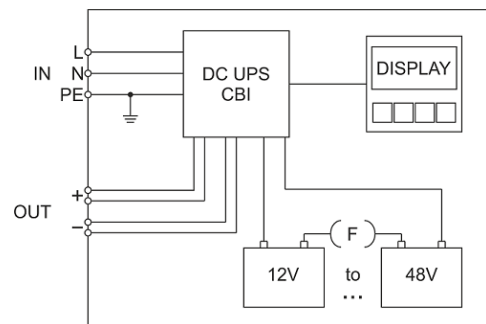 L
IN N
PE
DC UPS
CBI
DISPLAY
+
OUT
−
F
12V to 48V
...